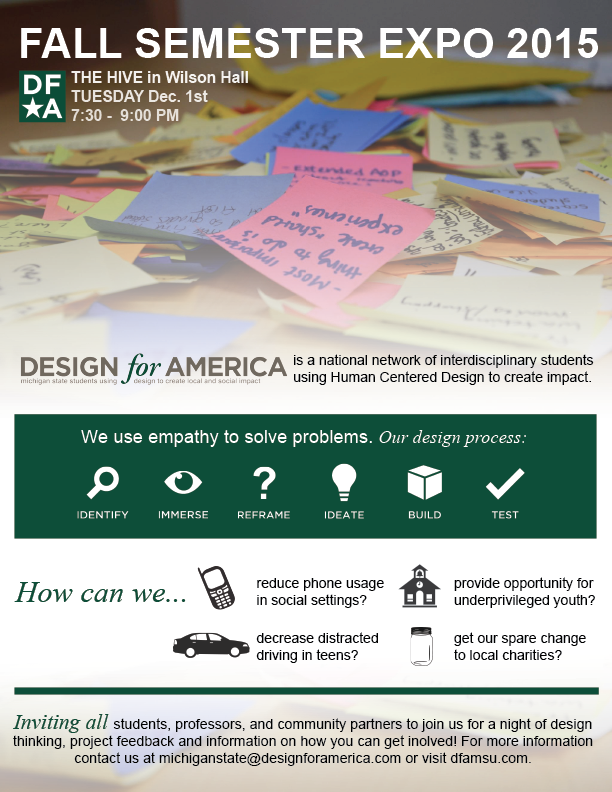 FALL SEMESTER EXPO 2015
DF
★A
THE HIVE in Wilson Hall
TUESDAY Dec. 1st
7:30 - 9:00 PM
extended ADP
- Most important
thing to do is
create "should
experiences"
DESIGN for AMERICA
michigan state students using design to create local and social impact
is a national network of interdisciplinary students
using Human Centered Design to create impact.
We use empathy to solve problems. Our design process:
IDENTIFY IMMERSE REFRAME IDEATE BUILD TEST
How can we...
reduce phone usage
in social settings?
provide opportunity for
underprivileged youth?
decrease distracted
driving in teens?
get our spare change
to local charities?
Inviting all students, professors, and community partners to join us for a night of design
thinking, project feedback and information on how you can get inolved! For more information
contact us at michiganstate@designforamerica.com or visit dfamsu.com.